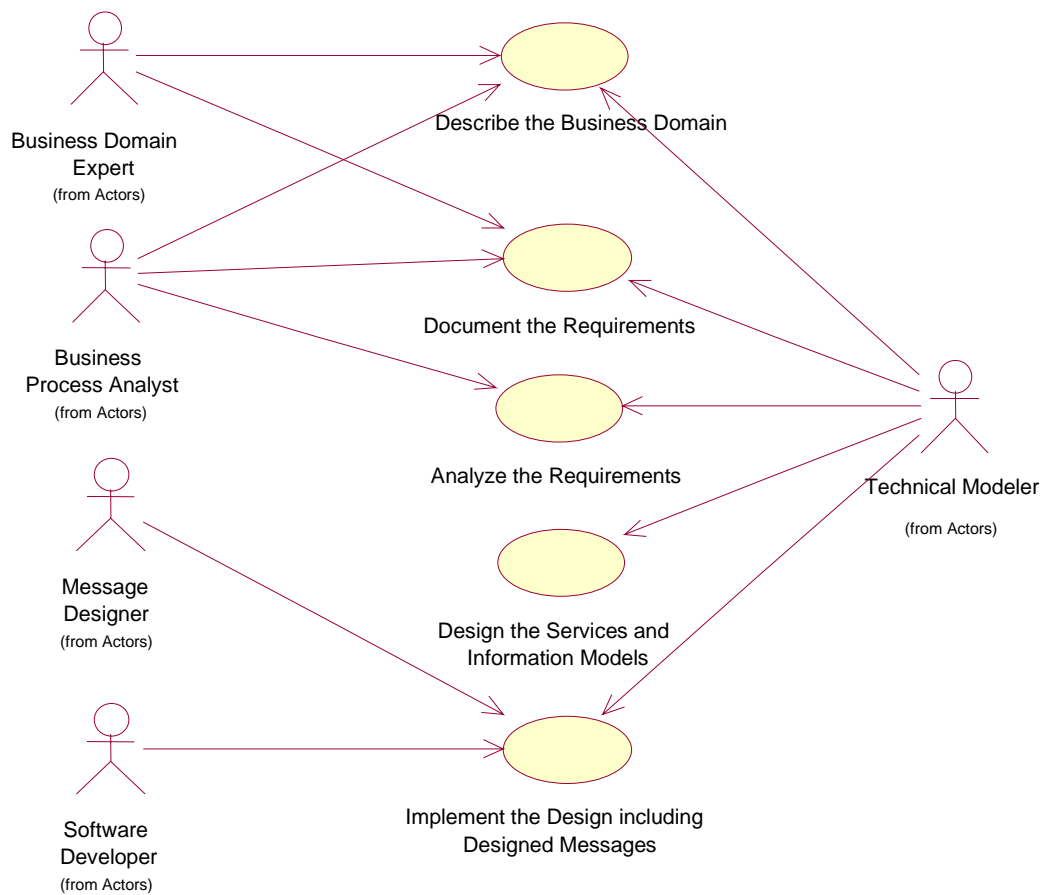 Describe the Business Domain
Business Domain
Expert
(from Actors)
Document the Requirements
Business
Process Analyst
(from Actors)
Analyze the Requirements
Technical Modeler
(from Actors)
Message
Designer
(from Actors)
Design the Services and
Information Models
Implement the Design including
Designed Messages
Software
Developer
(from Actors)